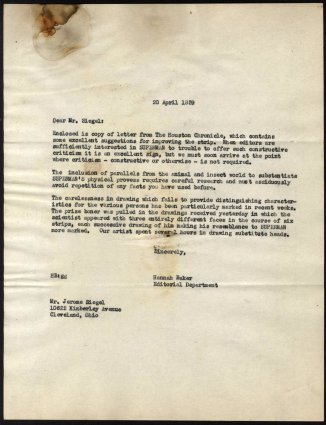 20 April 1939
Dear Mr. Siegel:
Enclosed is copy of letter from The Houston Chronicle, which contains
some excellent suggestions for improving the strip. When editors are
sufficiently interested in SUPERMAN to trouble to offer such constructive
criticism it is an excellent sign, but we must soon arrive at the point
where criticism - constructive or otherwise - is not required.
The inclusion of parallels from the animal and insect world to substantiate
SUPERMAN'S physical prowess requires careful research and must assiduously
avoid repetition of any facts you have used before.
The carelessness in drawing which fails to provide distinguishing character-
istics for the various persons has been particularly marked in recent weeks.
The prize boner was pulled in the drawings received yesterday in which the
scientist appeared with three entirely different faces in the course of six
strips, each successive drawing of him making his resemblance to SUPERMAN
more marked. Our artist spent several hours in drawing substitute heads.
Sincerely,
Hannah Baker
Editorial Department
Mr. Jerome Siegel
10622 Kimberley Avenue
Cleveland, Ohio